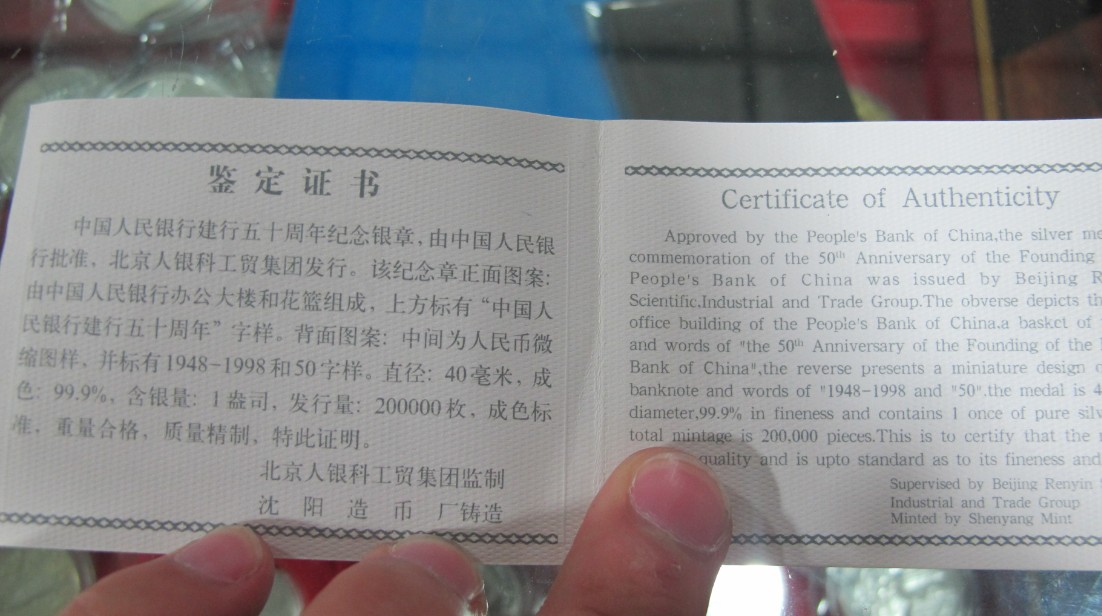 鉴定证书
中国人民银行建行五十周年纪念银章，由中国人民银
行批准，北京人银科工贸集团发行。该纪念章正面图案：
由中国人民银行办公大楼和花篮组成，上方标有“中国人
民银行建行五十周年”字样。背面图案：中间为人民币微
缩图样，并标有1948-1998和50字样。直径：40毫米，成
色：99.9%，含银量：1盎司，发行量：200000枚，成色标
准，重量合格，质量精制，特此证明。
北京人银科工贸集团监制
沈阳造币厂铸造
Certificate of Authenticity
Approved by the People's Bank of China,the silver
commemoration of the 50th Anniversary of the Founding
People's Bank of China was issued by Beijing
Scientific,Industrial and Trade Group.The obverse depicts
office building of the People's Bank of China.a basket of
and words of "the 50th Anniversary of the Founding of the
Bank of China",the reverse presents a miniature design
banknote and words of "1948-1998 and "50".the medal is
diameter,99.9% in fineness and contains 1 once of pure
total mintage is 200,000 pieces.This is to certify that the
quality and is upto standard as to its fineness and
Supervised by Beijing Renyin
Industrial and Trade Group
Minted by Shenyang Mint